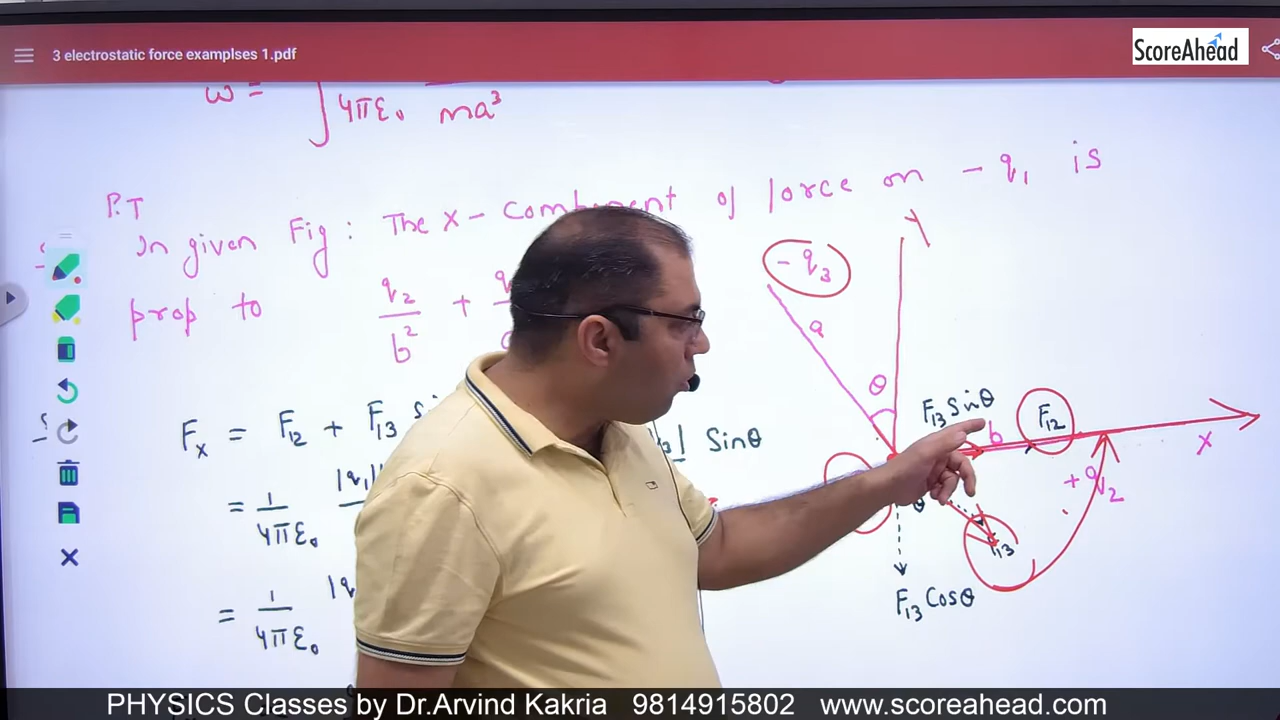 3 electrostatic force examplses 1.pdf
ScoreAhead
ω =
4πε₀ ma³
P.T
In given Fig : The x - component of force on - q₁ is
prop to q₂/b² +
- q₃
Y
a
θ
F₁₃ Sinθ
b
F₁₂
X
+ q₂
θ
F₁₃
F₁₃ Cosθ
Fₓ = F₁₂ + F₁₃ Sinθ
= 1/4πε₀ |q₁|
= 1/4πε₀
PHYSICS Classes by Dr.Arvind Kakria 9814915802 www.scoreahead.com